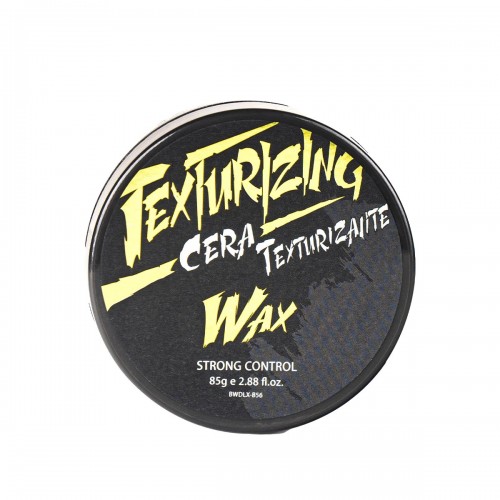 TEXTURIZING
CERA TEXTURIZANTE
WAX
STRONG CONTROL
85g e 2.88 fl.oz.
BWDLX-856